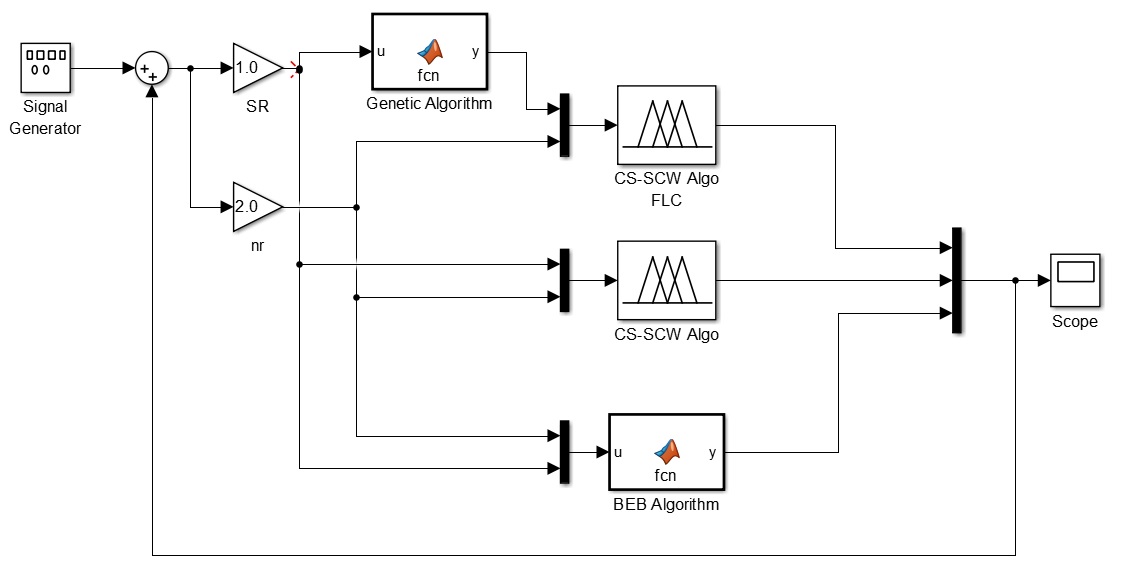 u
y
fcn
Genetic Algorithm
Signal
Generator
++
1.0
SR
CS-SCW Algo
FLC
2.0
nr
CS-SCW Algo
Scope
u
y
fcn
BEB Algorithm